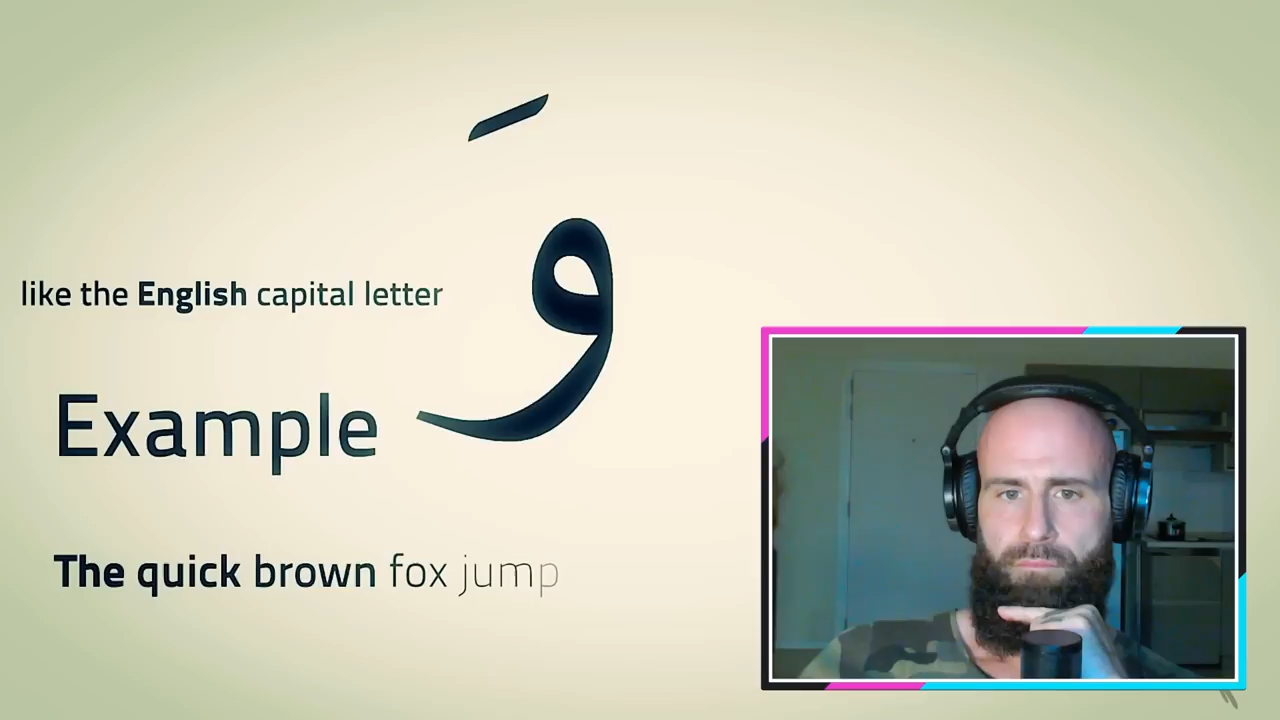 وَ
like the English capital letter
Example
The quick brown fox jump